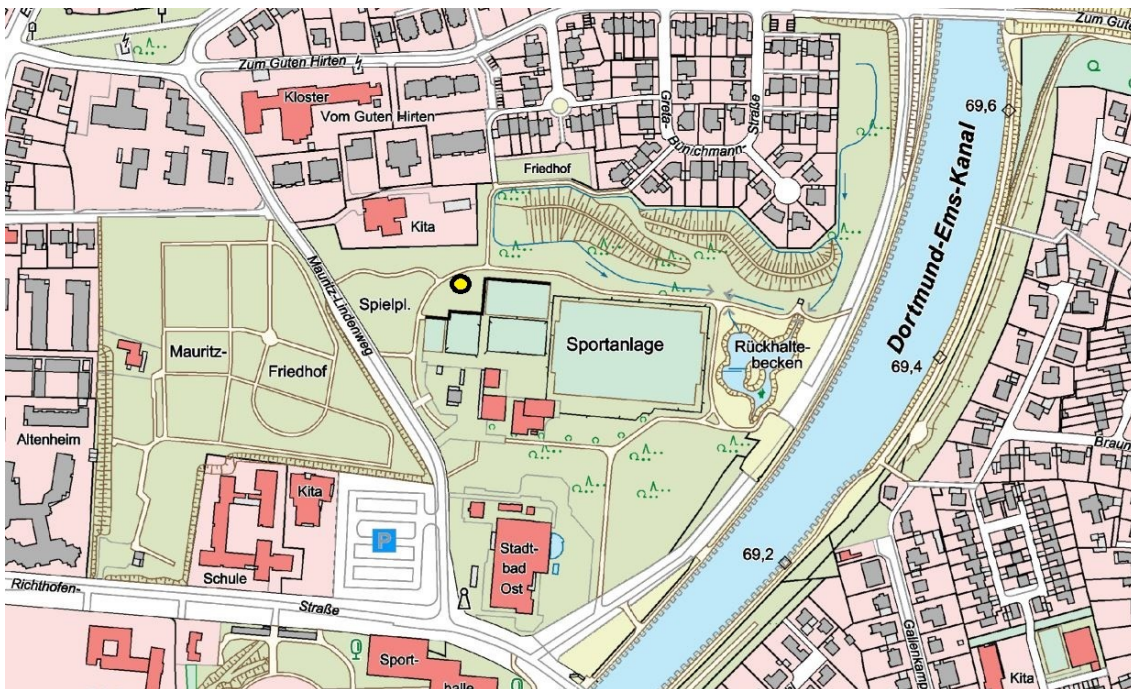 Zum Guten Hirten
Kloster
Vom Guten Hirten
Greta-
Bünichmann-
Straße
Zum Gute
69,6
Friedhof
Kita
Dortmund-Ems-Kanal
Mauritz-Lindenweg
Spielpl.
Sportanlage
Rückhalte-
becken
69,4
Mauritz-
Friedhof
Altenheim
Braun
Kita
P
Schule
Stadt-
bad
Ost
69,2
Richthofen-
Straße
Gallenkamp
Sport-
halle
Kita